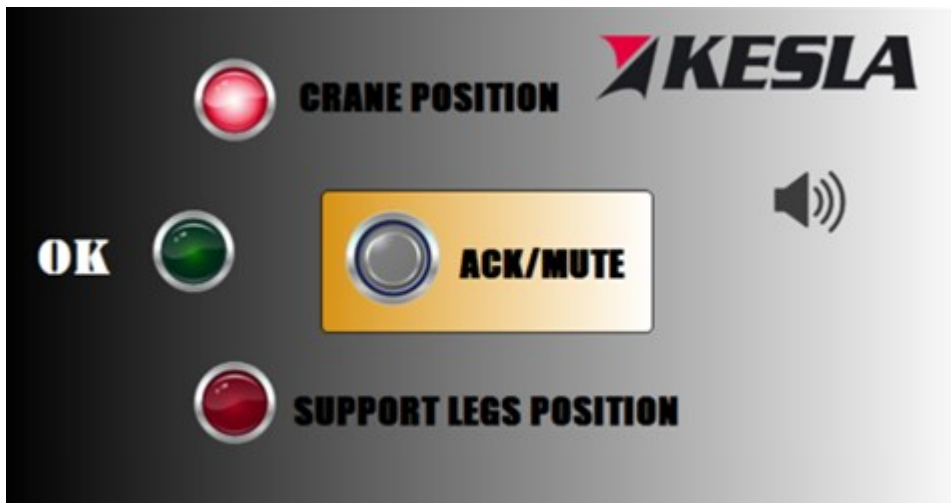 KESLA
CRANE POSITION
OK
ACK/MUTE
SUPPORT LEGS POSITION